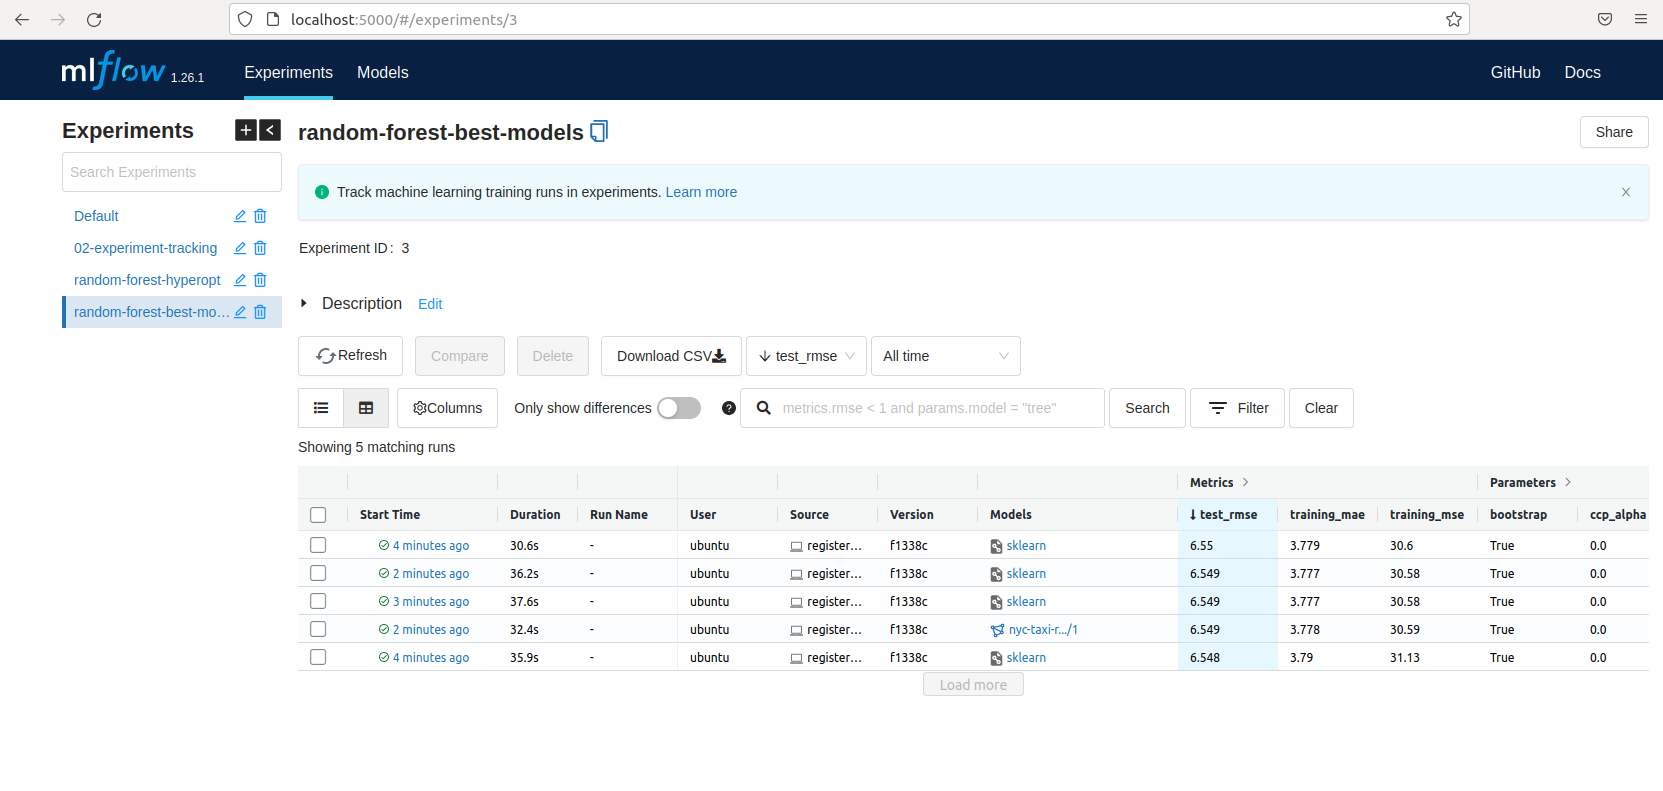 localhost:5000/#/experiments/3
mlflow 1.26.1 Experiments Models GitHub Docs
Experiments + <
Search Experiments
Default
02-experiment-tracking
random-forest-hyperopt
random-forest-best-mo...
random-forest-best-models
Share
Track machine learning training runs in experiments. Learn more
Experiment ID: 3
Description Edit
Refresh Compare Delete Download CSV ↓ test_rmse All time
Columns Only show differences ? metrics.rmse < 1 and params.model = "tree" Search Filter Clear
Showing 5 matching runs
Metrics > Parameters >
Start Time Duration Run Name User Source Version Models ↓ test_rmse training_mae training_mse bootstrap ccp_alpha
4 minutes ago 30.6s - ubuntu register... f1338c sklearn 6.55 3.779 30.6 True 0.0
2 minutes ago 36.2s - ubuntu register... f1338c sklearn 6.549 3.777 30.58 True 0.0
3 minutes ago 37.6s - ubuntu register... f1338c sklearn 6.549 3.777 30.58 True 0.0
2 minutes ago 32.4s - ubuntu register... f1338c nyc-taxi-r.../1 6.549 3.778 30.59 True 0.0
4 minutes ago 35.9s - ubuntu register... f1338c sklearn 6.548 3.79 31.13 True 0.0
Load more